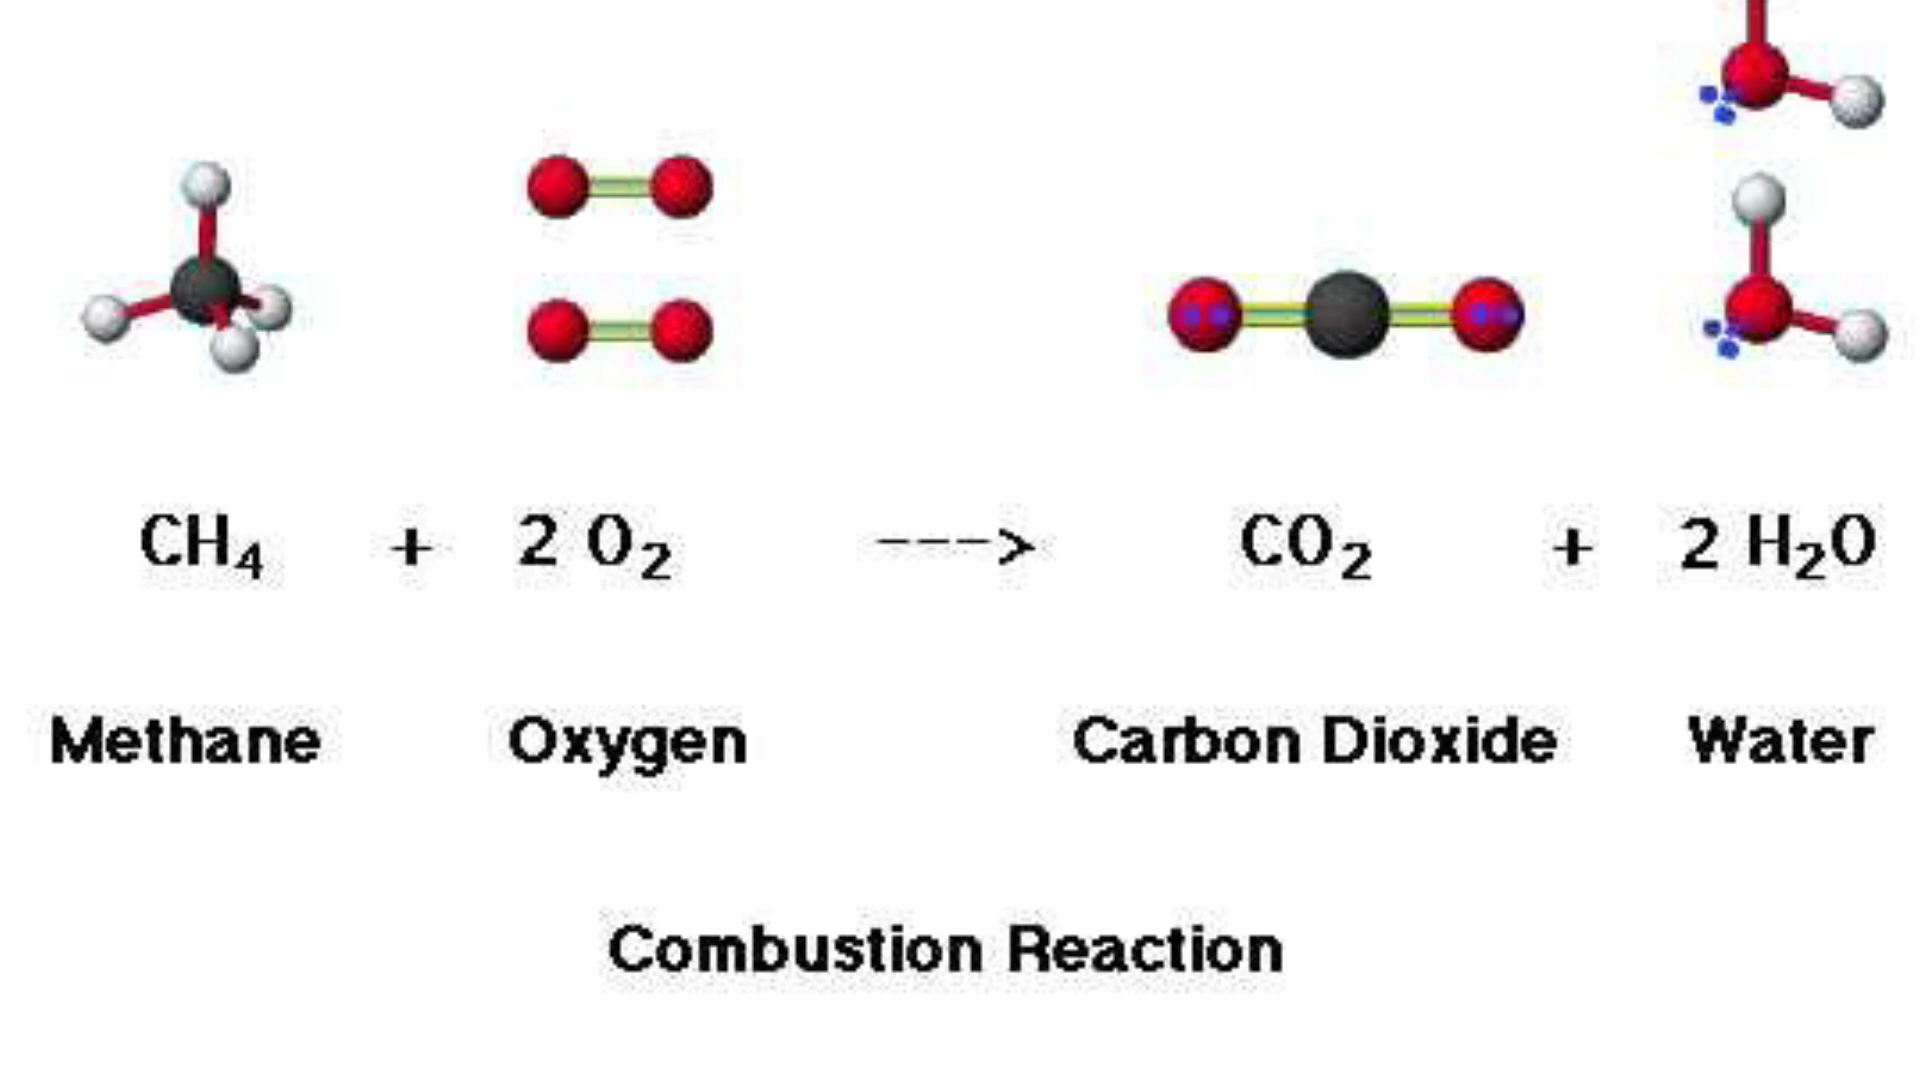 CH₄ + 2 O₂ ---> CO₂ + 2 H₂O
Methane Oxygen Carbon Dioxide Water
Combustion Reaction